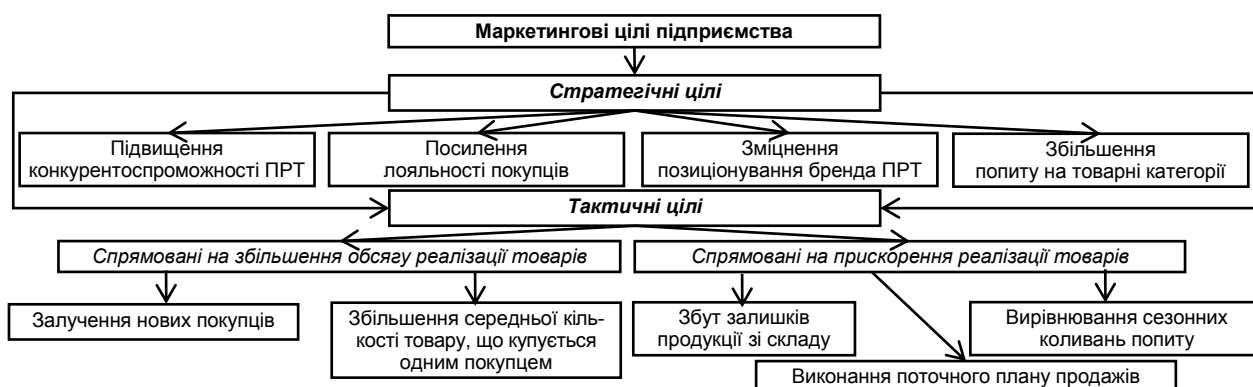 Маркетингові цілі підприємства
Стратегічні цілі
Підвищення
конкурентоспроможності ПРТ
Посилення
лояльності покупців
Зміцнення
позиціонування бренда ПРТ
Збільшення
попиту на товарні категорії
Тактичні цілі
Спрямовані на збільшення обсягу реалізації товарів
Спрямовані на прискорення реалізації товарів
Залучення нових покупців
Збільшення середньої кіль-
кості товару, що купується
одним покупцем
Збут залишків
продукції зі складу
Вирівнювання сезонних
коливань попиту
Виконання поточного плану продажів